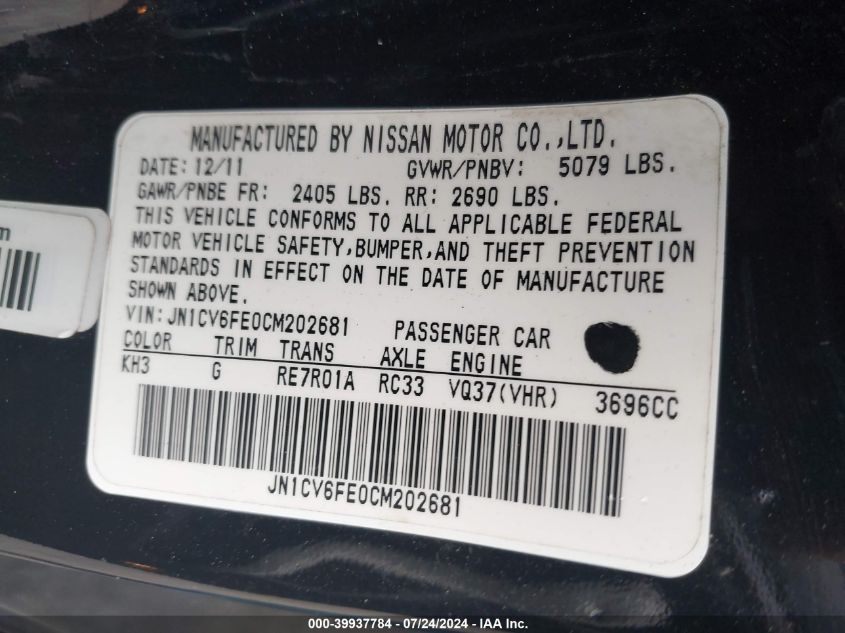 MANUFACTURED BY NISSAN MOTOR CO.,LTD.
DATE: 12/11 GVWR/PNBV: 5079 LBS.
GAWR/PNBE FR: 2405 LBS. RR: 2690 LBS.
THIS VEHICLE CONFORMS TO ALL APPLICABLE FEDERAL
MOTOR VEHICLE SAFETY,BUMPER,AND THEFT PREVENTION
STANDARDS IN EFFECT ON THE DATE OF MANUFACTURE
SHOWN ABOVE.
VIN: JN1CV6FE0CM202681 PASSENGER CAR
COLOR TRIM TRANS AXLE ENGINE
KH3 G RE7R01A RC33 VQ37(VHR) 3696CC
JN1CV6FE0CM202681
000-39937784 - 07/24/2024 - IAA Inc.